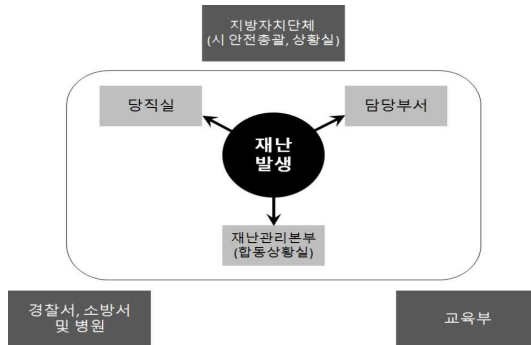 지방자치단체
(시 안전총괄, 상황실)
당직실
담당부서
재난
발생
재난관리본부
(합동상황실)
경찰서, 소방서
및 병원
교육부